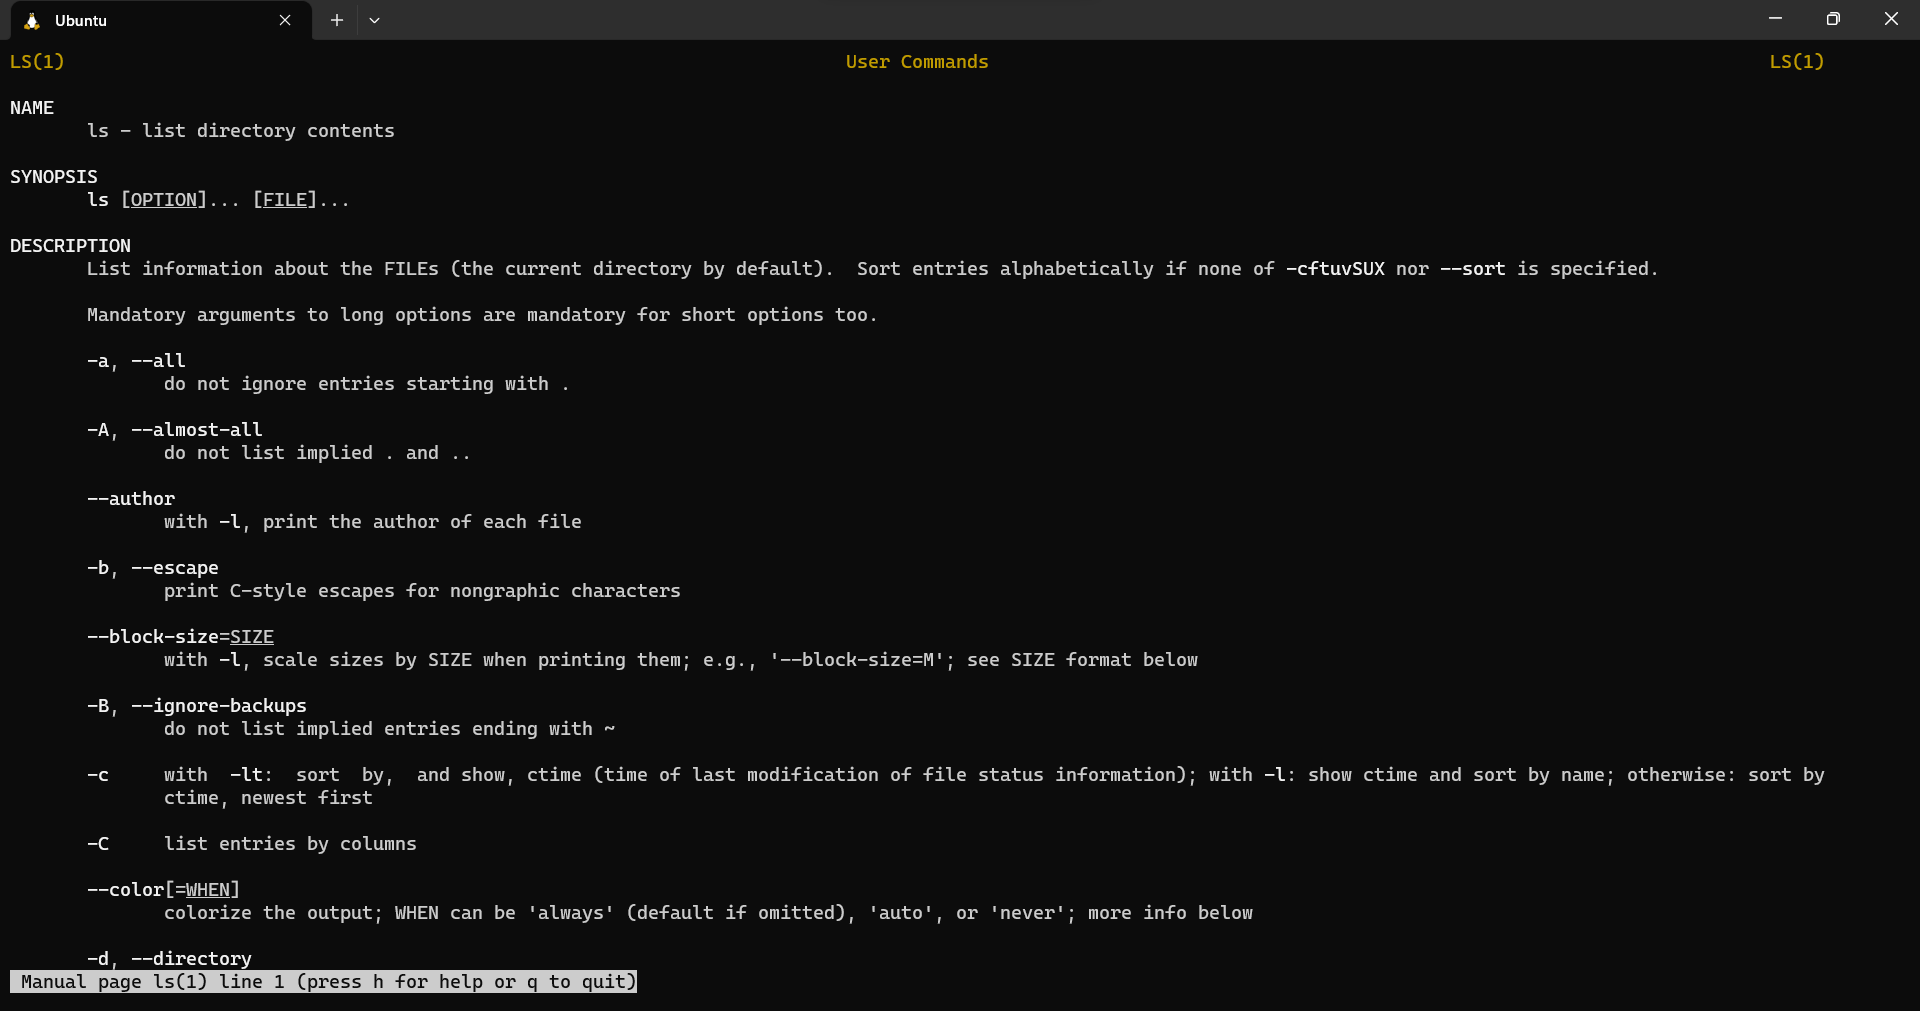 Ubuntu
LS(1)                    User Commands                    LS(1)
NAME
ls - list directory contents
SYNOPSIS
ls [OPTION]... [FILE]...
DESCRIPTION
List information about the FILEs (the current directory by default).  Sort entries alphabetically if none of -cftuvSUX nor --sort is specified.
Mandatory arguments to long options are mandatory for short options too.
-a, --all
do not ignore entries starting with .
-A, --almost-all
do not list implied . and ..
--author
with -l, print the author of each file
-b, --escape
print C-style escapes for nongraphic characters
--block-size=SIZE
with -l, scale sizes by SIZE when printing them; e.g., '--block-size=M'; see SIZE format below
-B, --ignore-backups
do not list implied entries ending with ~
-c     with  -lt:  sort  by,  and show, ctime (time of last modification of file status information); with -l: show ctime and sort by name; otherwise: sort by
ctime, newest first
-C     list entries by columns
--color[=WHEN]
colorize the output; WHEN can be 'always' (default if omitted), 'auto', or 'never'; more info below
-d, --directory
Manual page ls(1) line 1 (press h for help or q to quit)